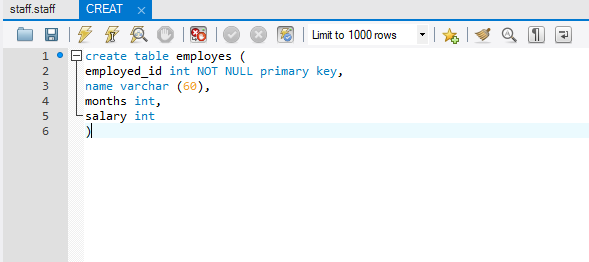 staff.staff CREAT ×
Limit to 1000 rows
1 create table employes (
2 employed_id int NOT NULL primary key,
3 name varchar (60),
4 months int,
5 salary int
6 )